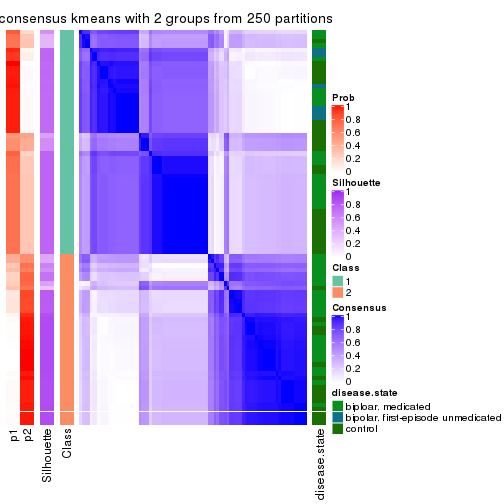 consensus kmeans with 2 groups from 250 partitions
Prob
1
0.8
0.6
0.4
0.2
0
Silhouette
1
0.8
0.6
0.4
0.2
0
Class
1
2
Consensus
1
0.8
0.6
0.4
0.2
0
disease.state
biploar, medicated
bipolar, first-episode unmedicated
control
p1
p2
Silhouette
Class
disease.state